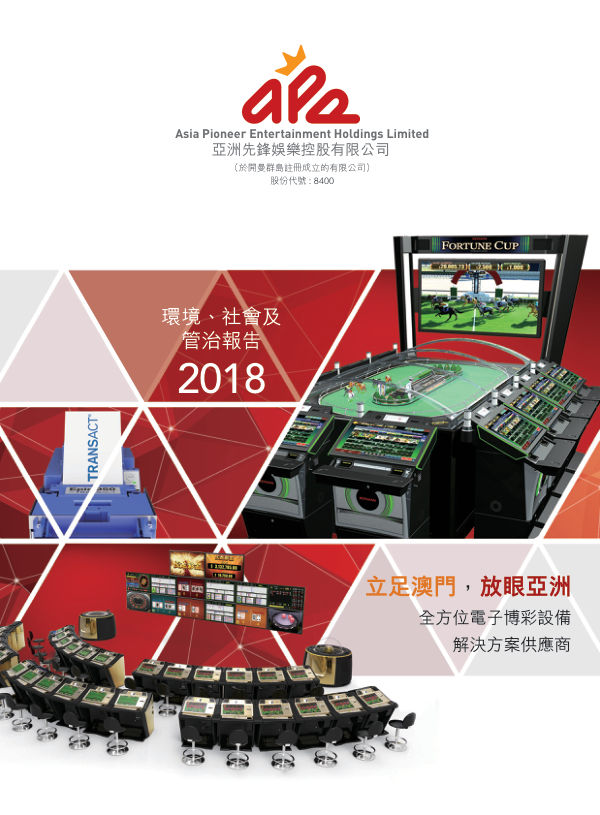 APE
Asia Pioneer Entertainment Holdings Limited
亞洲先鋒娛樂控股有限公司
（於開曼群島註冊成立的有限公司）
股份代號 : 8400
FORTUNE CUP
環境、社會及
管治報告
2018
TRANSACT®
Epic 950
立足澳門，放眼亞洲
全方位電子博彩設備
解決方案供應商